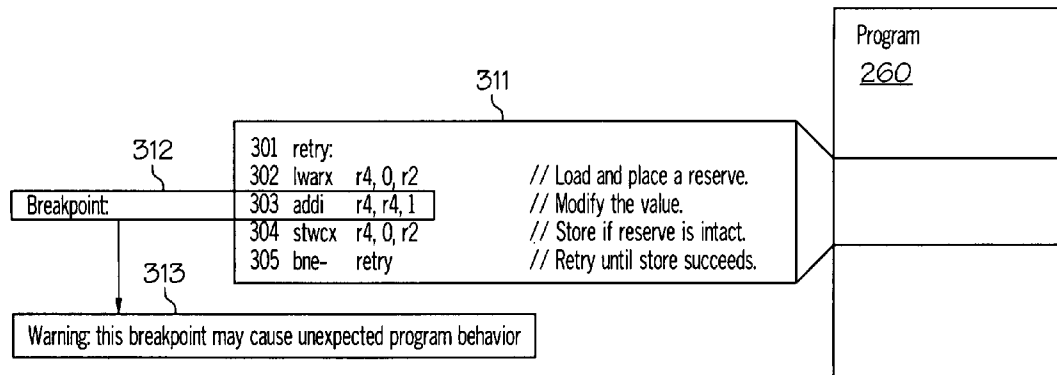 Program
260
311
312
301 retry:
302 lwarx r4, 0, r2 // Load and place a reserve.
Breakpoint: 303 addi r4, r4, 1 // Modify the value.
304 stwcx r4, 0, r2 // Store if reserve is intact.
305 bne- retry // Retry until store succeeds.
313
Warning: this breakpoint may cause unexpected program behavior